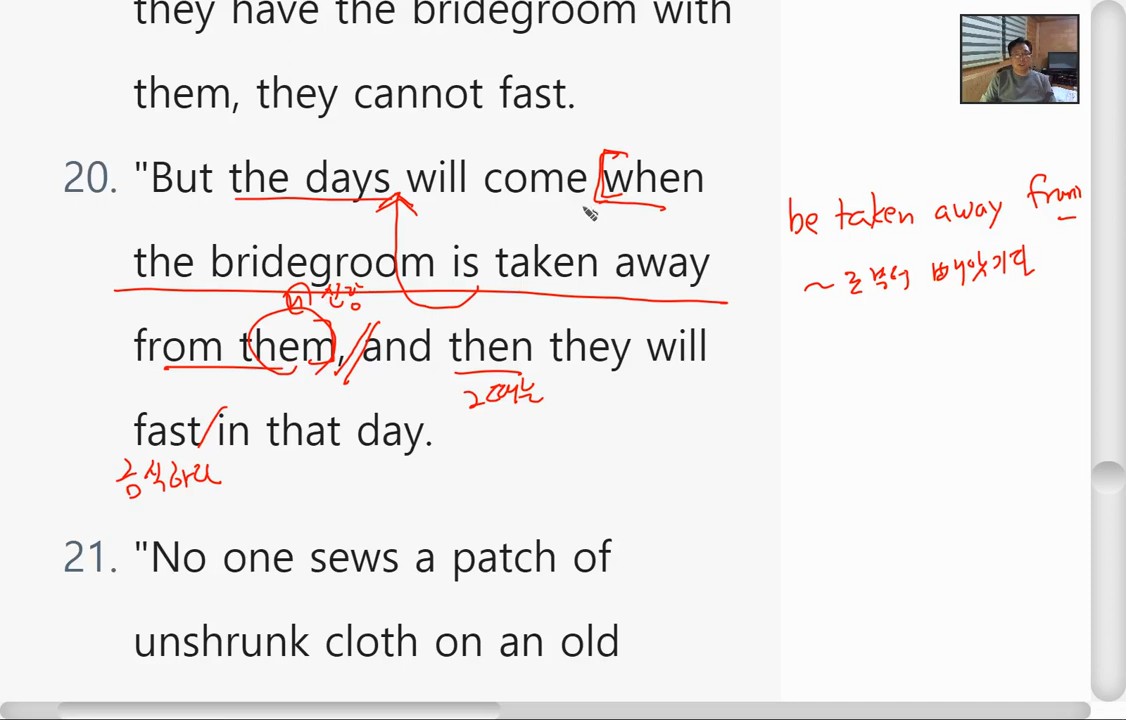 they have the bridegroom with
them, they cannot fast.
20. "But the days will come when
the bridegroom is taken away
from them, and then they will
fast in that day.
21. "No one sews a patch of
unshrunk cloth on an old
be taken away from
~로부터 빼앗기다
신랑
그때는
금식하리